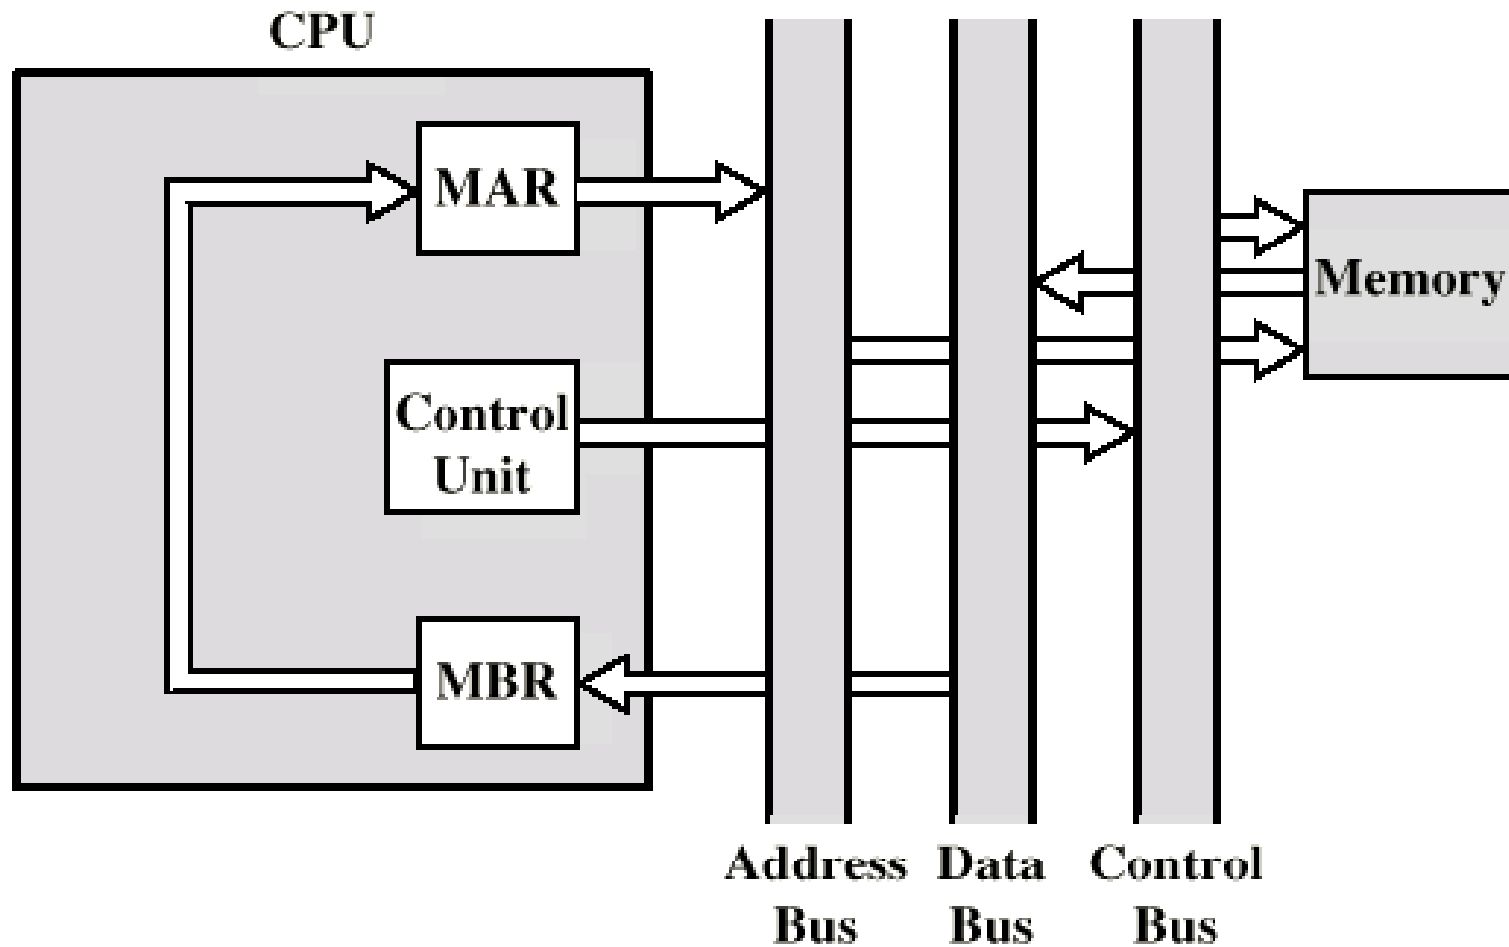 CPU
MAR
Memory
Control
Unit
MBR
Address
Bus
Data
Bus
Control
Bus